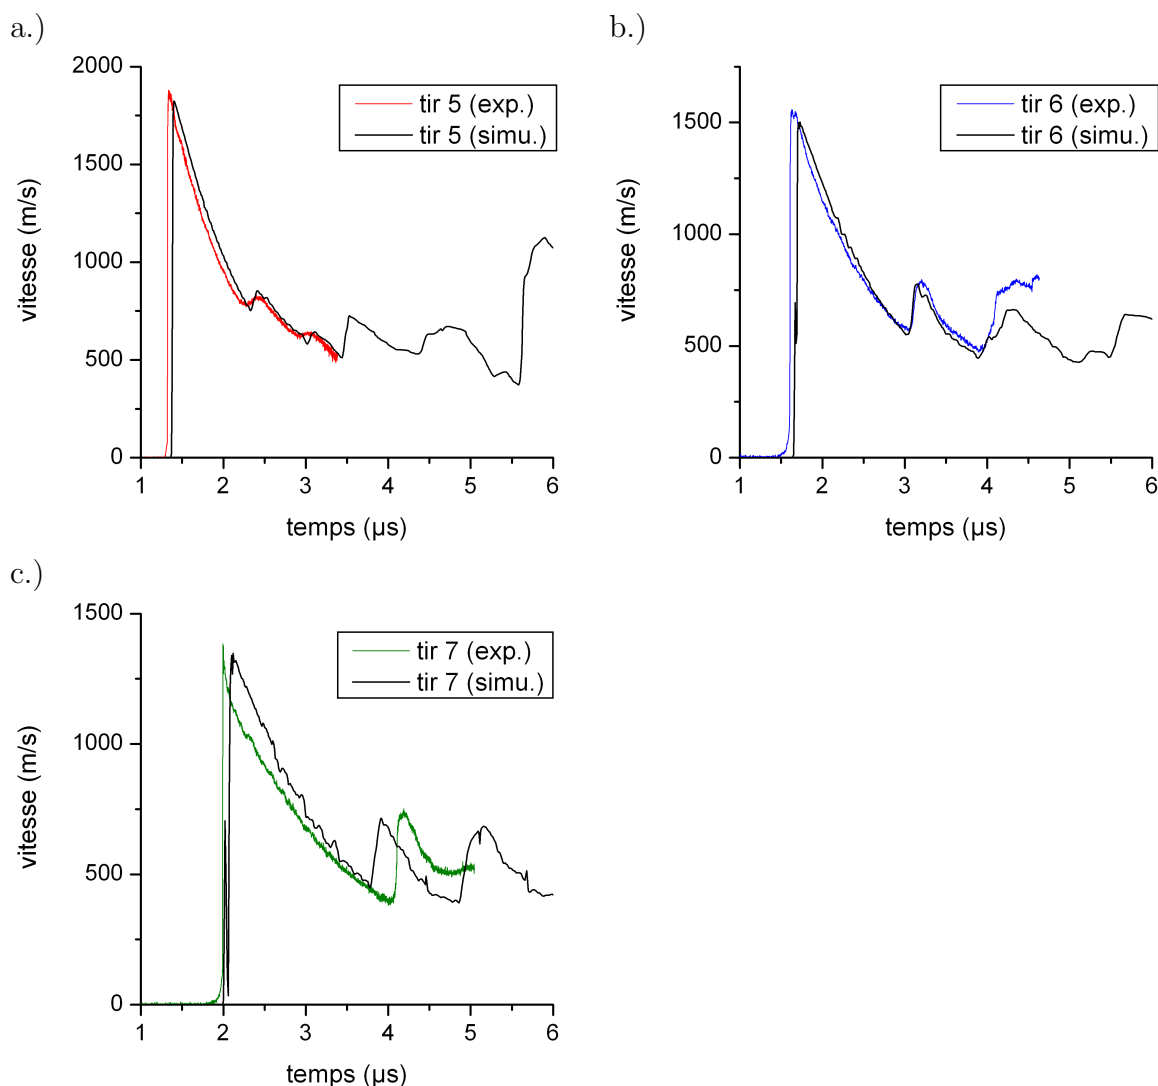 a.)
2000
1500
1000
500
0
vitesse (m/s)
tir 5 (exp.)
tir 5 (simu.)
1 2 3 4 5 6
temps (µs)
b.)
1500
1000
500
0
vitesse (m/s)
tir 6 (exp.)
tir 6 (simu.)
1 2 3 4 5 6
temps (µs)
c.)
1500
1000
500
0
vitesse (m/s)
tir 7 (exp.)
tir 7 (simu.)
1 2 3 4 5 6
temps (µs)